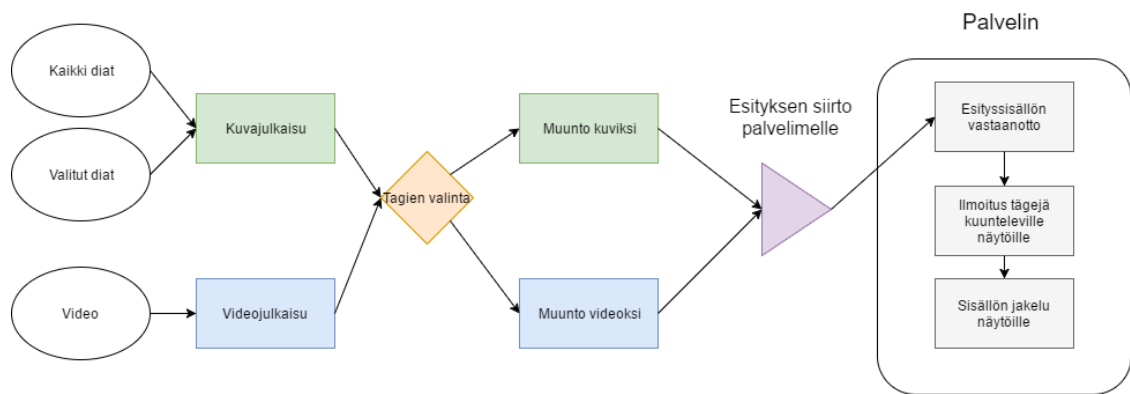 Palvelin
Kaikki diat
Valitut diat
Video
Kuvajulkaisu
Videojulkaisu
Tagien valinta
Muunto kuviksi
Muunto videoksi
Esityksen siirto
palvelimelle
Esityssisällön
vastaanotto
Ilmoitus tägejä
kuunteleville
näytöille
Sisällön jakelu
näytöille